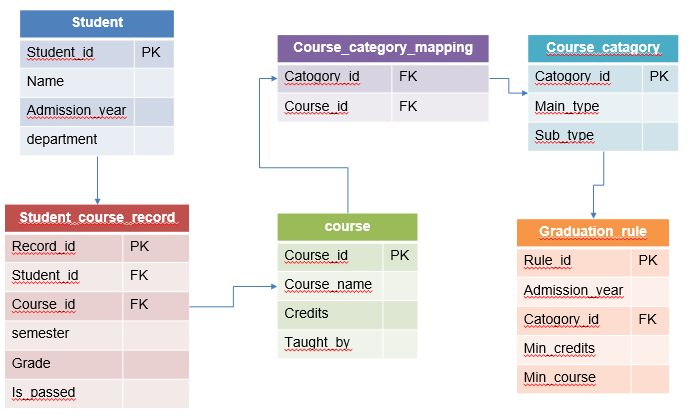 Student
Student_id PK
Name
Admission_year
department
Course_category_mapping
Catogory_id FK
Course_id FK
Course_catagory
Catogory_id PK
Main_type
Sub_type
Student_course_record
Record_id PK
Student_id FK
Course_id FK
semester
Grade
Is_passed
course
Course_id PK
Course_name
Credits
Taught_by
Graduation_rule
Rule_id PK
Admission_year
Catogory_id FK
Min_credits
Min_course